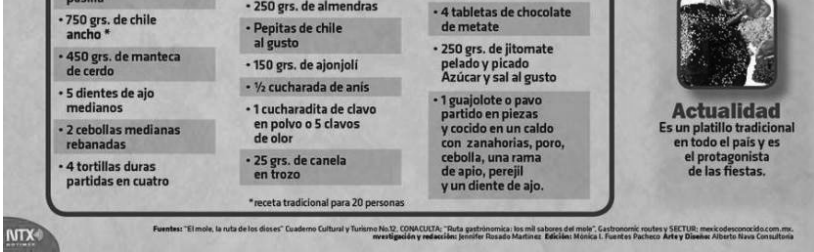 • 750 grs. de chile
ancho *
• 450 grs. de manteca
de cerdo
• 5 dientes de ajo
medianos
• 2 cebollas medianas
rebanadas
• 4 tortillas duras
partidas en cuatro
• 250 grs. de almendras
• Pepitas de chile
al gusto
• 150 grs. de ajonjolí
• ½ cucharada de anís
• 1 cucharadita de clavo
en polvo o 5 clavos
de olor
• 25 grs. de canela
en trozo
*receta tradicional para 20 personas
• 4 tabletas de chocolate
de metate
• 250 grs. de jitomate
pelado y picado
Azúcar y sal al gusto
• 1 guajolote o pavo
partido en piezas
y cocido en un caldo
con zanahorias, poro,
cebolla, una rama
de apio, perejil
y un diente de ajo.
Actualidad
Es un platillo tradicional
en todo el país y es
el protagonista
de las fiestas.
NTX
Fuentes: "El mole, la ruta de los dioses" Cuaderno Cultural y Turismo No.12, CONACULTA; "Ruta gastrónomica: los mil sabores del mole", Gastronomic routes y SECTUR; mexicodesconocido.com.mx.
nvestigación y redacción: Jennifer Rosado Martínez Edición: Mónica I. Fuentes Pacheco Arte y Diseño: Alberto Nava Consultoría